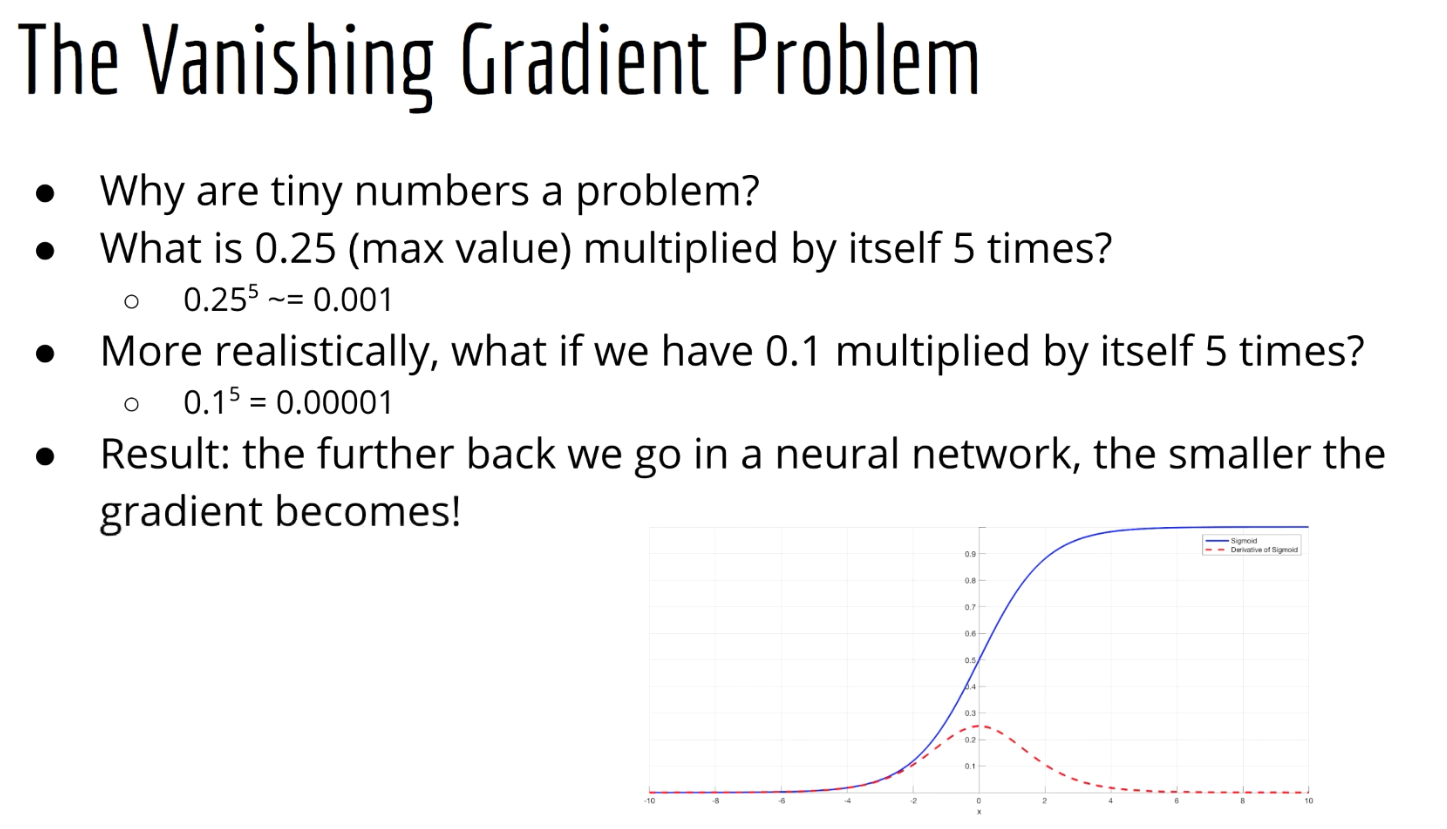 The Vanishing Gradient Problem
● Why are tiny numbers a problem?
● What is 0.25 (max value) multiplied by itself 5 times?
○ 0.25⁵ ~= 0.001
● More realistically, what if we have 0.1 multiplied by itself 5 times?
○ 0.1⁵ = 0.00001
● Result: the further back we go in a neural network, the smaller the
gradient becomes!
Sigmoid
Derivative of Sigmoid
0.9
0.8
0.7
0.6
0.5
0.4
0.3
0.2
0.1
-10 -8 -6 -4 -2 0 2 4 6 8 10
x